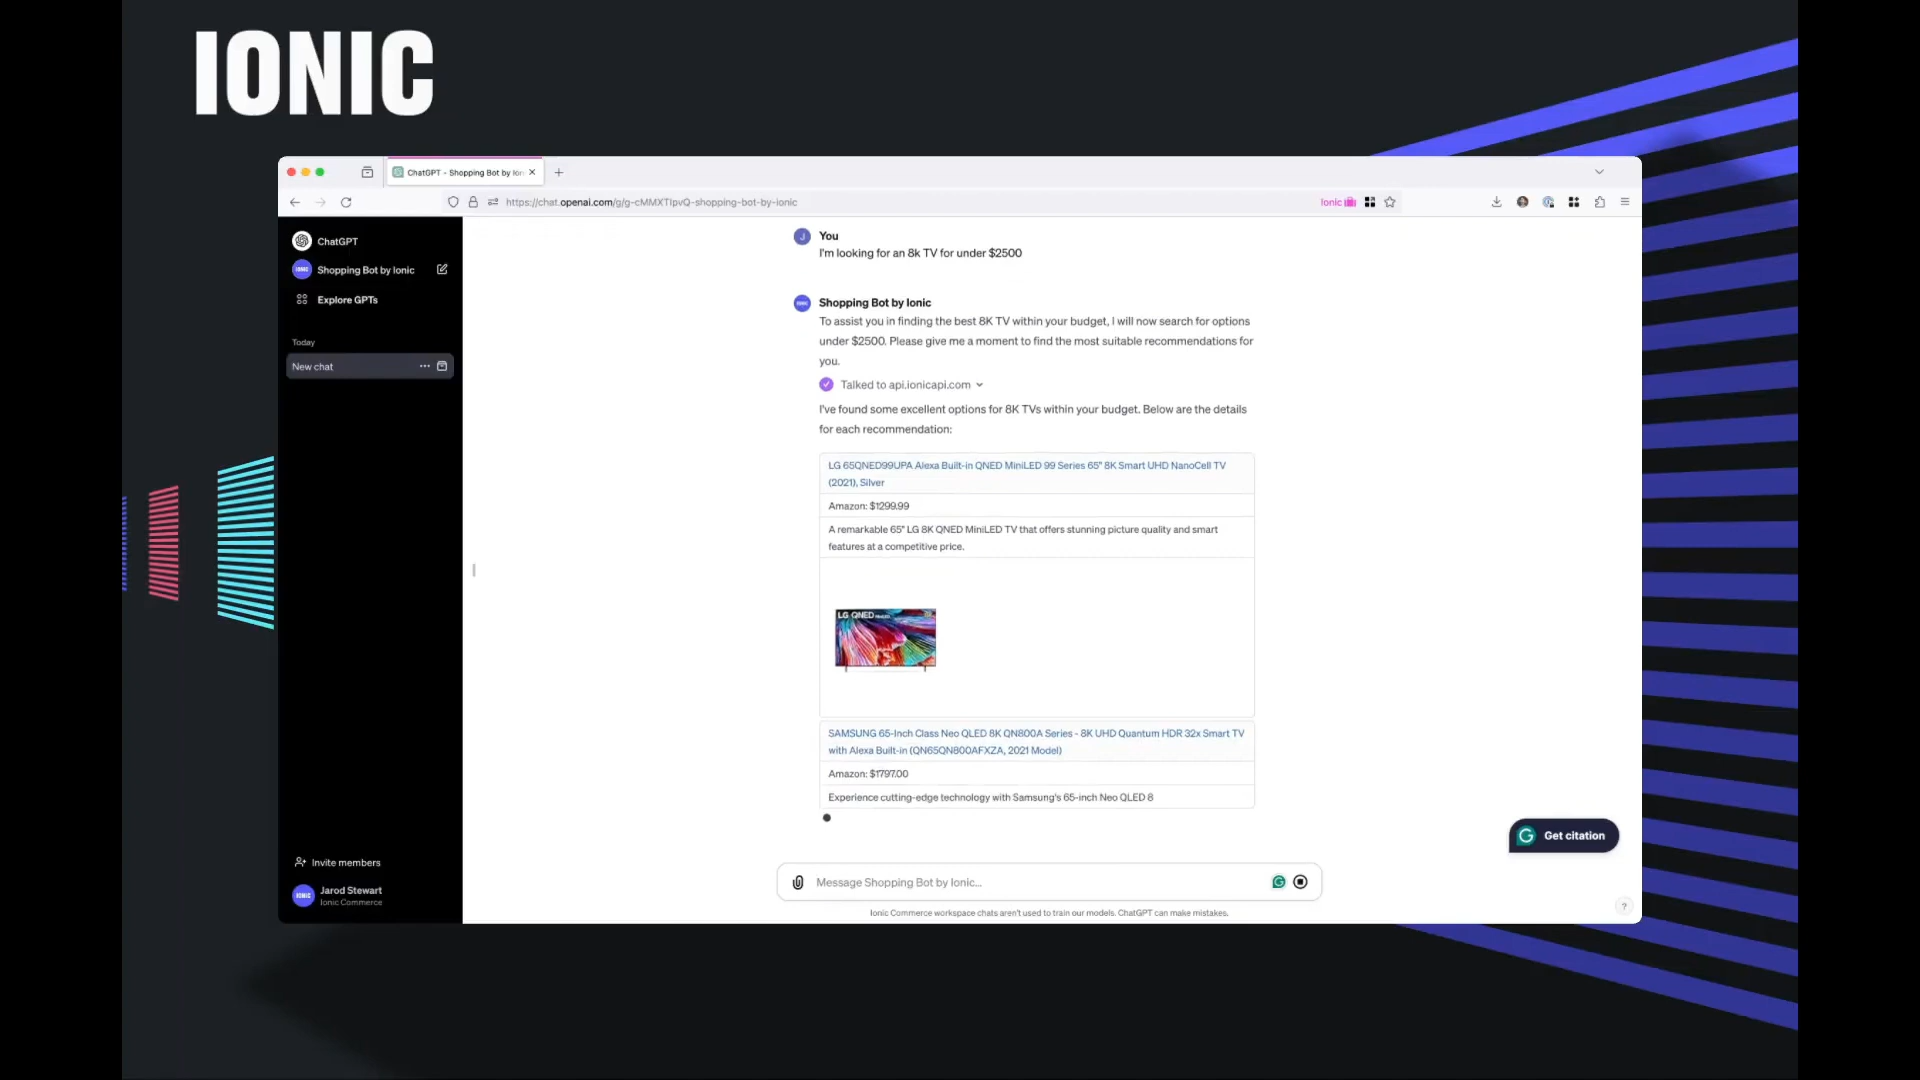 IONIC
ChatGPT - Shopping Bot by Ion
https://chat.openai.com/g/g-cMMXTIpvQ-shopping-bot-by-ionic
Ionic
ChatGPT
Shopping Bot by Ionic
Explore GPTs
Today
New chat
Invite members
Jarod Stewart
Ionic Commerce
J
You
I'm looking for an 8k TV for under $2500
Shopping Bot by Ionic
To assist you in finding the best 8K TV within your budget, I will now search for options
under $2500. Please give me a moment to find the most suitable recommendations for
you.
Talked to api.ionicapi.com
I've found some excellent options for 8K TVs within your budget. Below are the details
for each recommendation:
LG 65QNED99UPA Alexa Built-in QNED MiniLED 99 Series 65" 8K Smart UHD NanoCell TV
(2021), Silver
Amazon: $1299.99
A remarkable 65" LG 8K QNED MiniLED TV that offers stunning picture quality and smart
features at a competitive price.
LG QNED
SAMSUNG 65-Inch Class Neo QLED 8K QN800A Series - 8K UHD Quantum HDR 32x Smart TV
with Alexa Built-in (QN65QN800AFXZA, 2021 Model)
Amazon: $1797.00
Experience cutting-edge technology with Samsung's 65-inch Neo QLED 8
Get citation
Message Shopping Bot by Ionic...
Ionic Commerce workspace chats aren't used to train our models. ChatGPT can make mistakes.
?